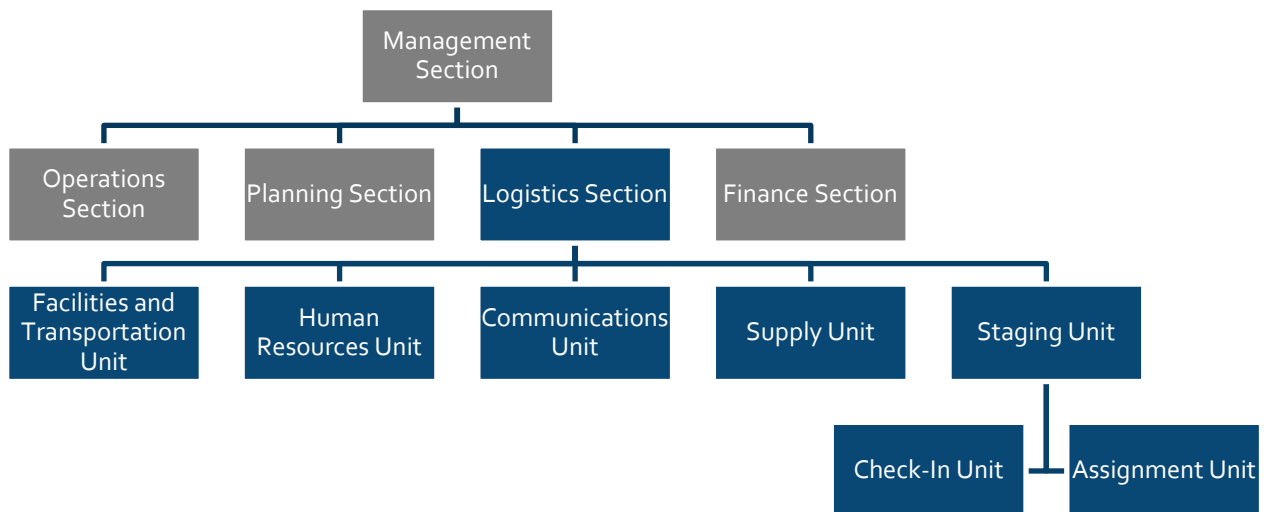 Management
Section
Operations
Section
Planning Section
Logistics Section
Finance Section
Facilities and
Transportation
Unit
Human
Resources Unit
Communications
Unit
Supply Unit
Staging Unit
Check-In Unit
Assignment Unit